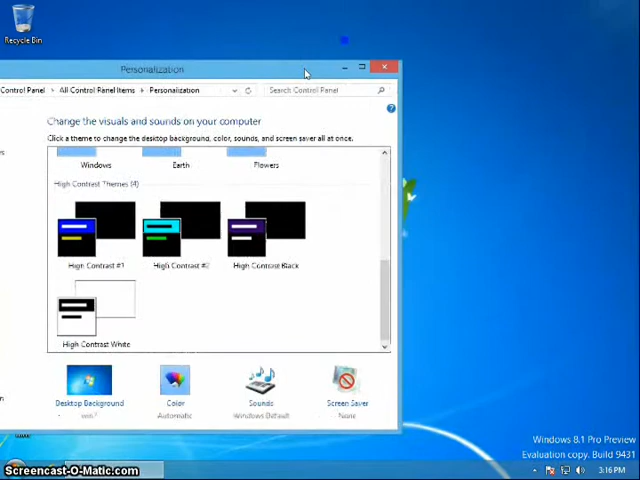 Recycle Bin
Personalization
Control Panel
All Control Panel Items
Personalization
Search Control Panel
Change the visuals and sounds on your computer
Click a theme to change the desktop background, color, sounds, and screen saver all at once.
Windows
Earth
Flowers
High Contrast Themes (4)
High Contrast #1
High Contrast #2
High Contrast Black
High Contrast White
Desktop Background
Color
Sounds
Screen Saver
Automatic
Windows Default
None
Windows 8.1 Pro Preview
Evaluation copy. Build 9431
Screencast-O-Matic.com
3:16 PM